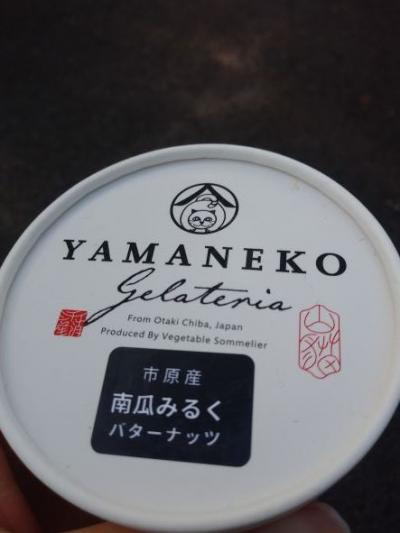 YAMANEKO
Gelateria
From Otaki Chiba, Japan
Produced By Vegetable Sommelier
市原産
南瓜みるく
バターナッツ